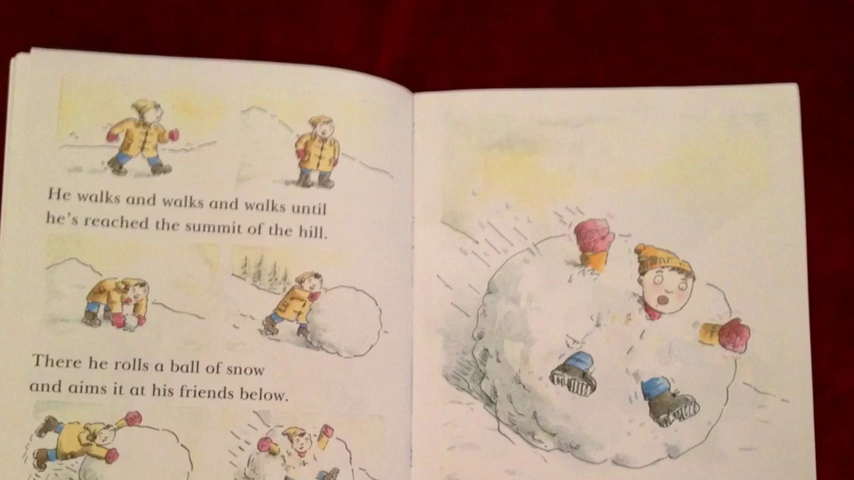 He walks and walks and walks until
he's reached the summit of the hill.
There he rolls a ball of snow
and aims it at his friends below.